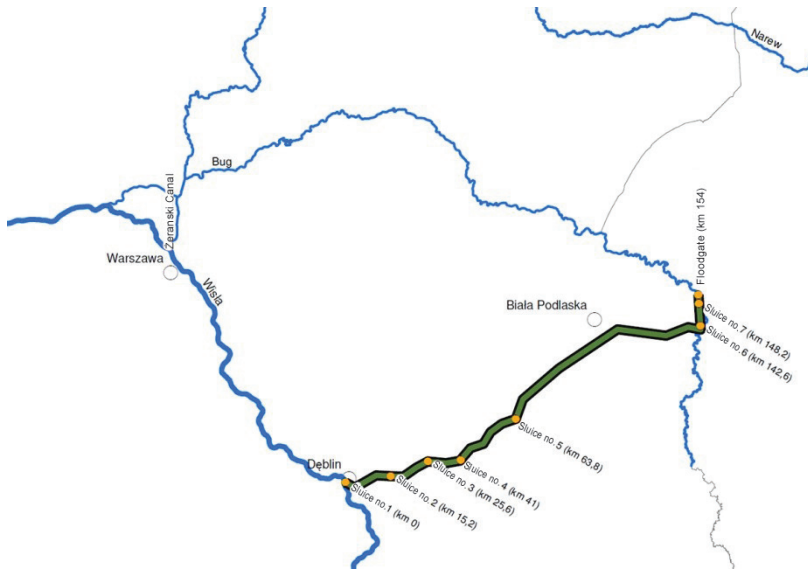 Narew
Bug
Żeranski Canal
Warszawa
Wisła
Floodgate (km 154)
Biała Podlaska
Sluice no.7 (km 148,2)
Sluice no.6 (km 142,6)
Sluice no.5 (km 63,8)
Dęblin
Sluice no.4 (km 41)
Sluice no.3 (km 25,6)
Sluice no.2 (km 15,2)
Sluice no.1 (km 0)